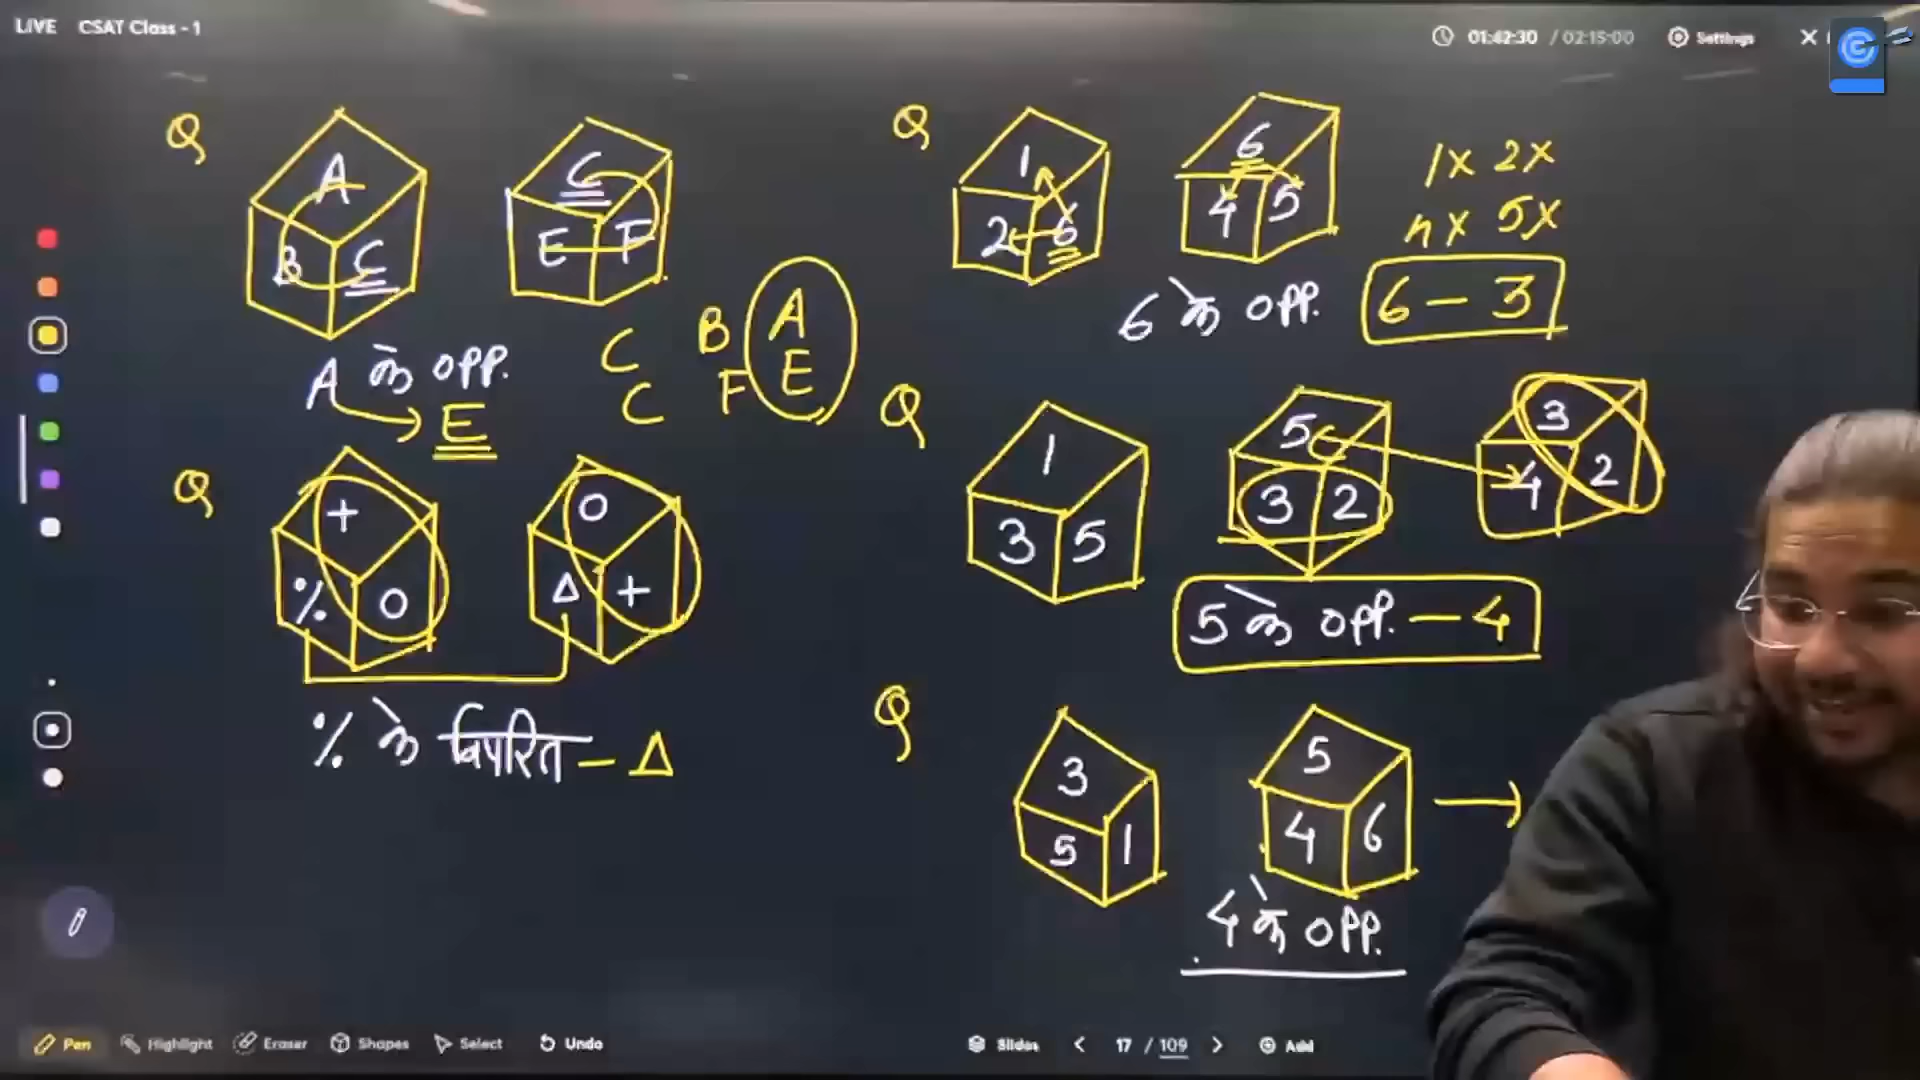 LIVE CSAT Class - 1
01:42:30 / 02:15:00 Settings
Q
A
B C
C
E F
A के opp.
E
C B A
C F E
Q
+
% 0
0
Δ +
% के विपरित - Δ
Q
1
2 6
6
4 5
1x 2x
4x 5x
6 के opp.
6 - 3
Q
1
3 5
5
3 2
3
4 2
5 के opp. - 4
Q
3
5 1
5
4 6
4 के opp.
Pen Highlight Eraser Shapes Select Undo
Slides < 17 / 109 > Add